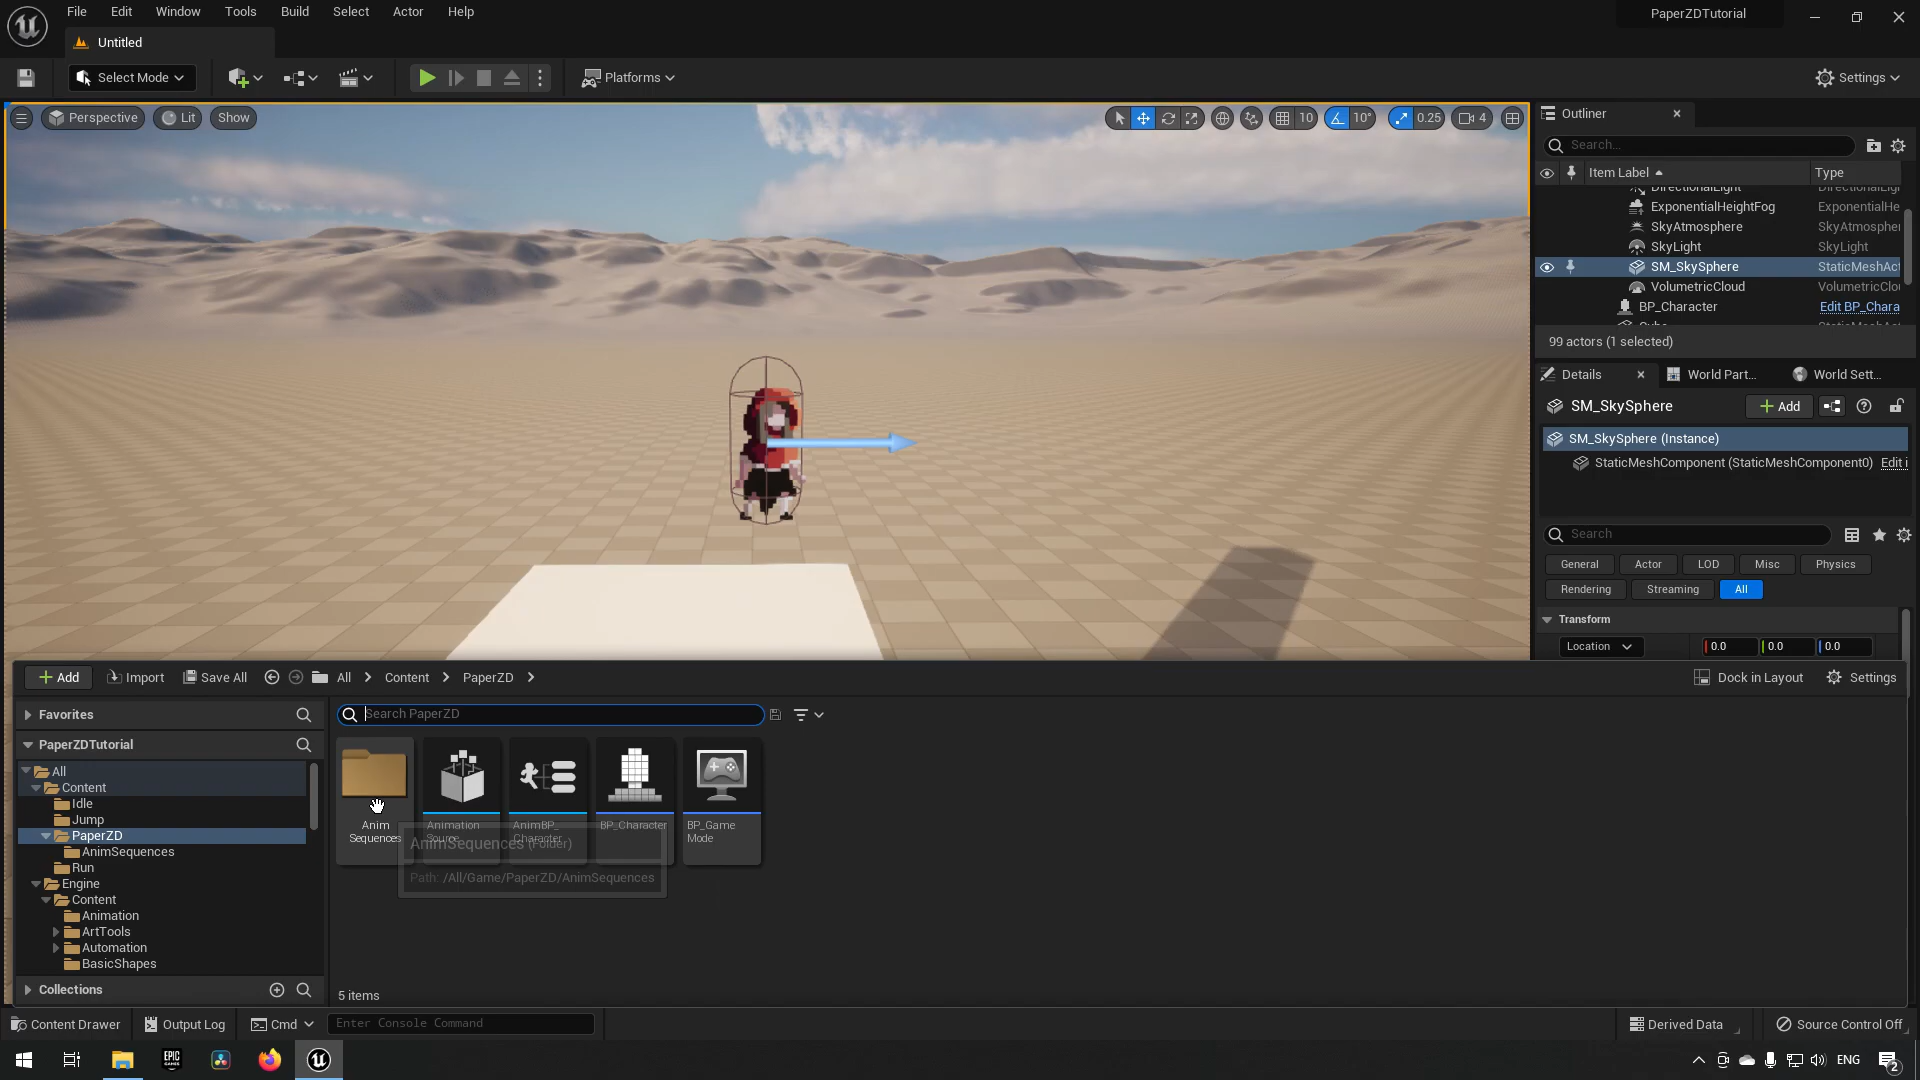 File Edit Window Tools Build Select Actor Help
PaperZDTutorial
Untitled
Select Mode
Platforms
Settings
Perspective Lit Show
10 10° 0.25 4
Outliner
Search...
Item Label Type
DirectionalLight
ExponentialHeightFog ExponentialHe
SkyAtmosphere SkyAtmospher
SkyLight SkyLight
SM_SkySphere StaticMeshAct
VolumetricCloud VolumetricClo
BP_Character Edit BP_Chara
99 actors (1 selected)
Details World Part... World Sett...
SM_SkySphere Add
SM_SkySphere (Instance)
StaticMeshComponent (StaticMeshComponent0) Edit i
Search
General Actor LOD Misc Physics
Rendering Streaming All
Transform
Location 0.0 0.0 0.0
Add Import Save All All Content PaperZD Dock in Layout Settings
Favorites
Search PaperZD
PaperZDTutorial
All
Content
Idle
Jump
PaperZD
AnimSequences
Run
Engine
Content
Animation
ArtTools
Automation
BasicShapes
Collections
Anim
Sequences
Animation
Source
AnimBP_
Character
BP_Character
BP_Game
Mode
AnimSequences (Folder)
Path: /All/Game/PaperZD/AnimSequences
5 items
Content Drawer Output Log Cmd Enter Console Command Derived Data Source Control Off
EPIC
GAMES
ENG
2